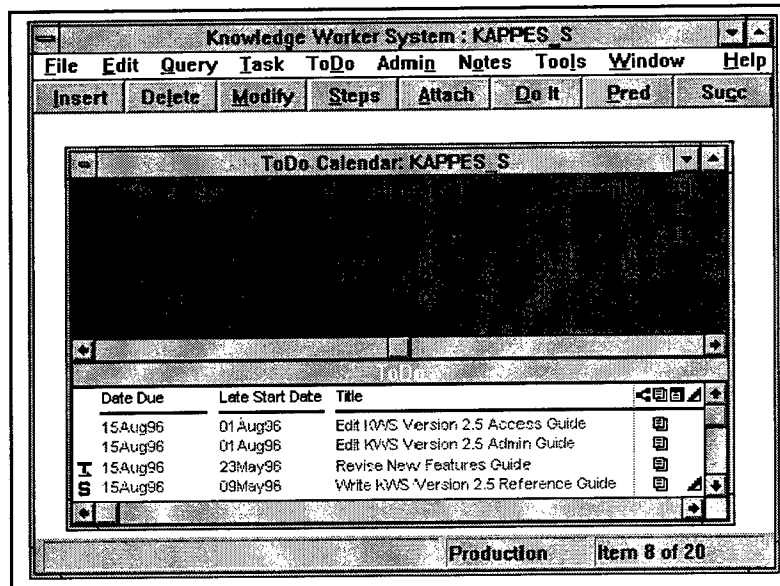 Knowledge Worker System : KAPPES_S
File Edit Query Task ToDo Admin Notes Tools Window Help
Insert Delete Modify Steps Attach Do It Pred Succ
ToDo Calendar: KAPPES_S
ToDo
Date Due Late Start Date Title
15Aug96 01Aug96 Edit KWS Version 2.5 Access Guide
15Aug96 01Aug96 Edit KWS Version 2.5 Admin Guide
T 15Aug96 23May96 Revise New Features Guide
S 15Aug96 09May96 Write KWS Version 2.5 Reference Guide
Production Item 8 of 20